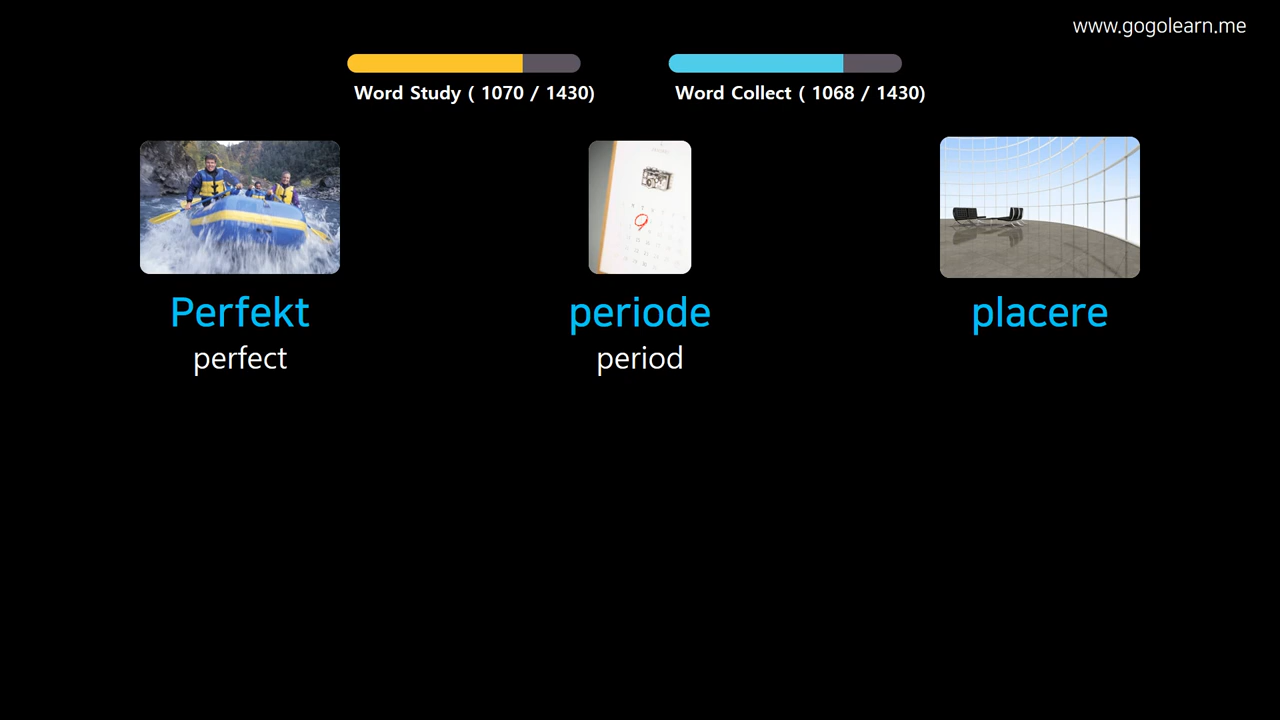 www.gogolearn.me
Word Study ( 1070 / 1430)
Word Collect ( 1068 / 1430)
Perfekt
perfect
periode
period
placere